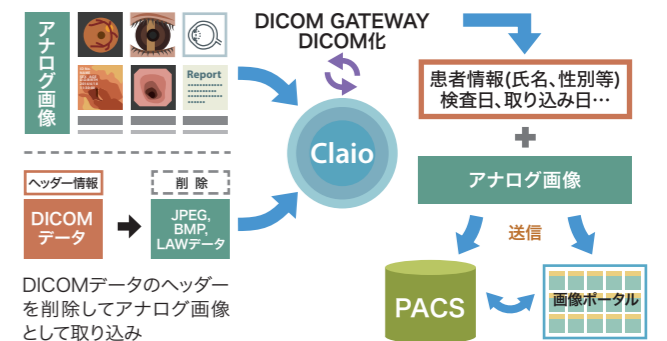 アナログ画像
Report
DICOM GATEWAY
DICOM化
Claio
患者情報(氏名、性別等)
検査日、取り込み日…
アナログ画像
送信
PACS
画像ポータル
ヘッダー情報
DICOM
データ
削除
JPEG,
BMP,
LAWデータ
DICOMデータのヘッダー
を削除してアナログ画像
として取り込み